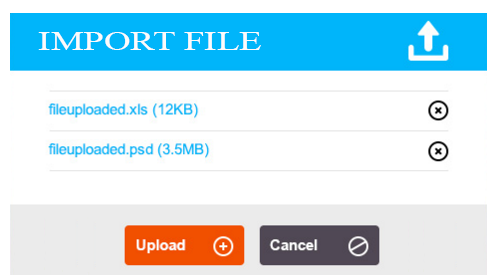 IMPORT FILE
fileuploaded.xls (12KB)
fileuploaded.psd (3.5MB)
Upload
Cancel